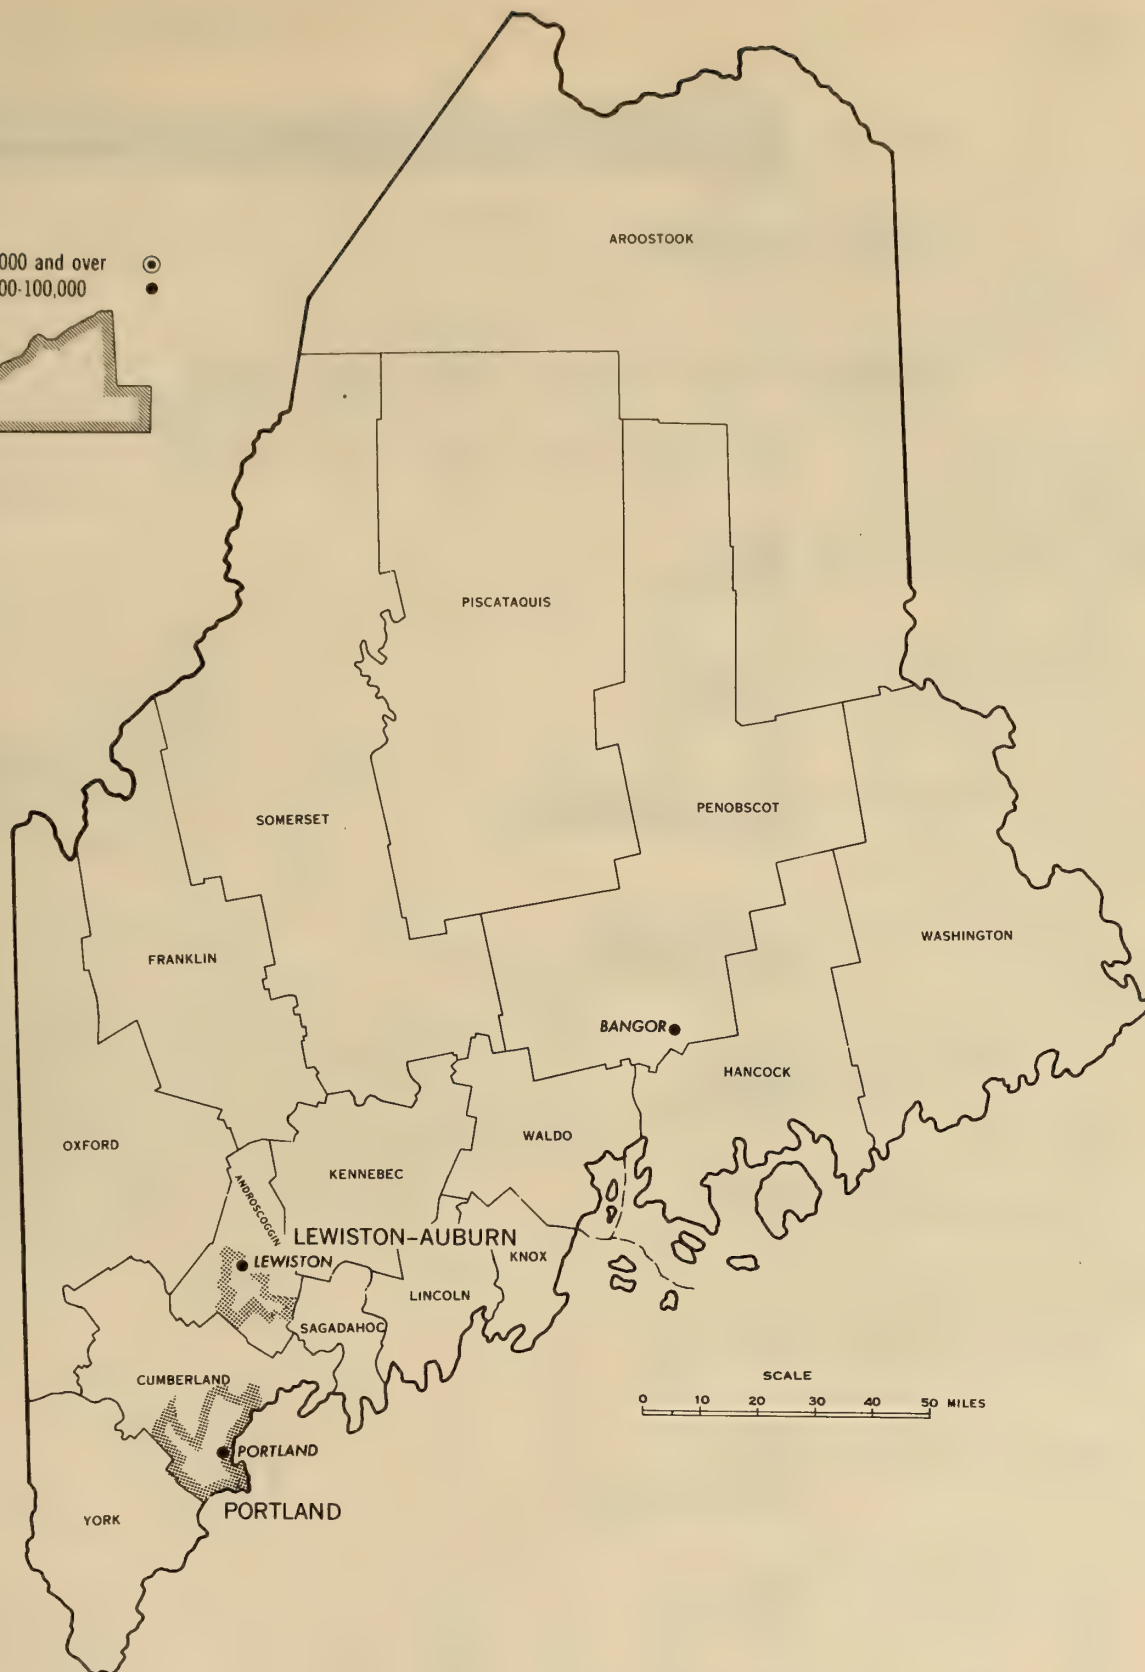 AROOSTOOK
000 and over
00-100,000
PISCATAQUIS
PENOBSCOT
SOMERSET
WASHINGTON
FRANKLIN
BANGOR
HANCOCK
WALDO
OXFORD
KENNEBEC
ANDROSCOGGIN
LEWISTON-AUBURN
KNOX
LEWISTON
LINCOLN
SAGADAHOC
CUMBERLAND
SCALE
0 10 20 30 40 50 MILES
PORTLAND
PORTLAND
YORK